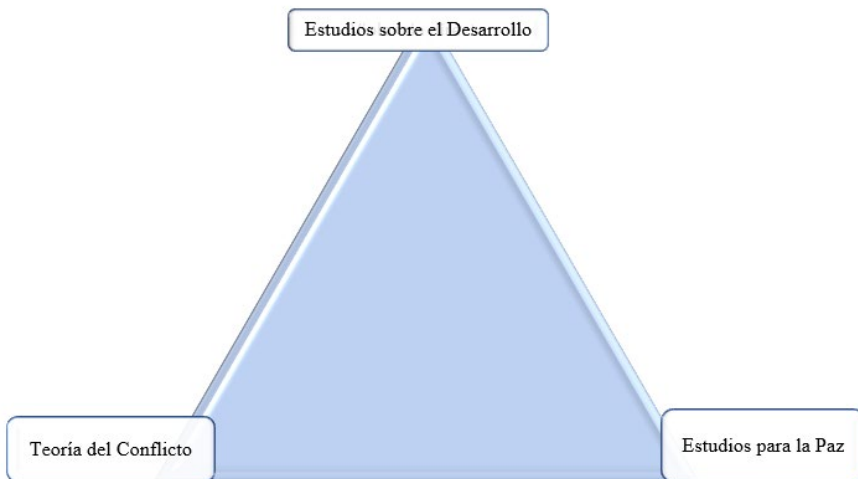 Estudios sobre el Desarrollo
Teoría del Conflicto
Estudios para la Paz